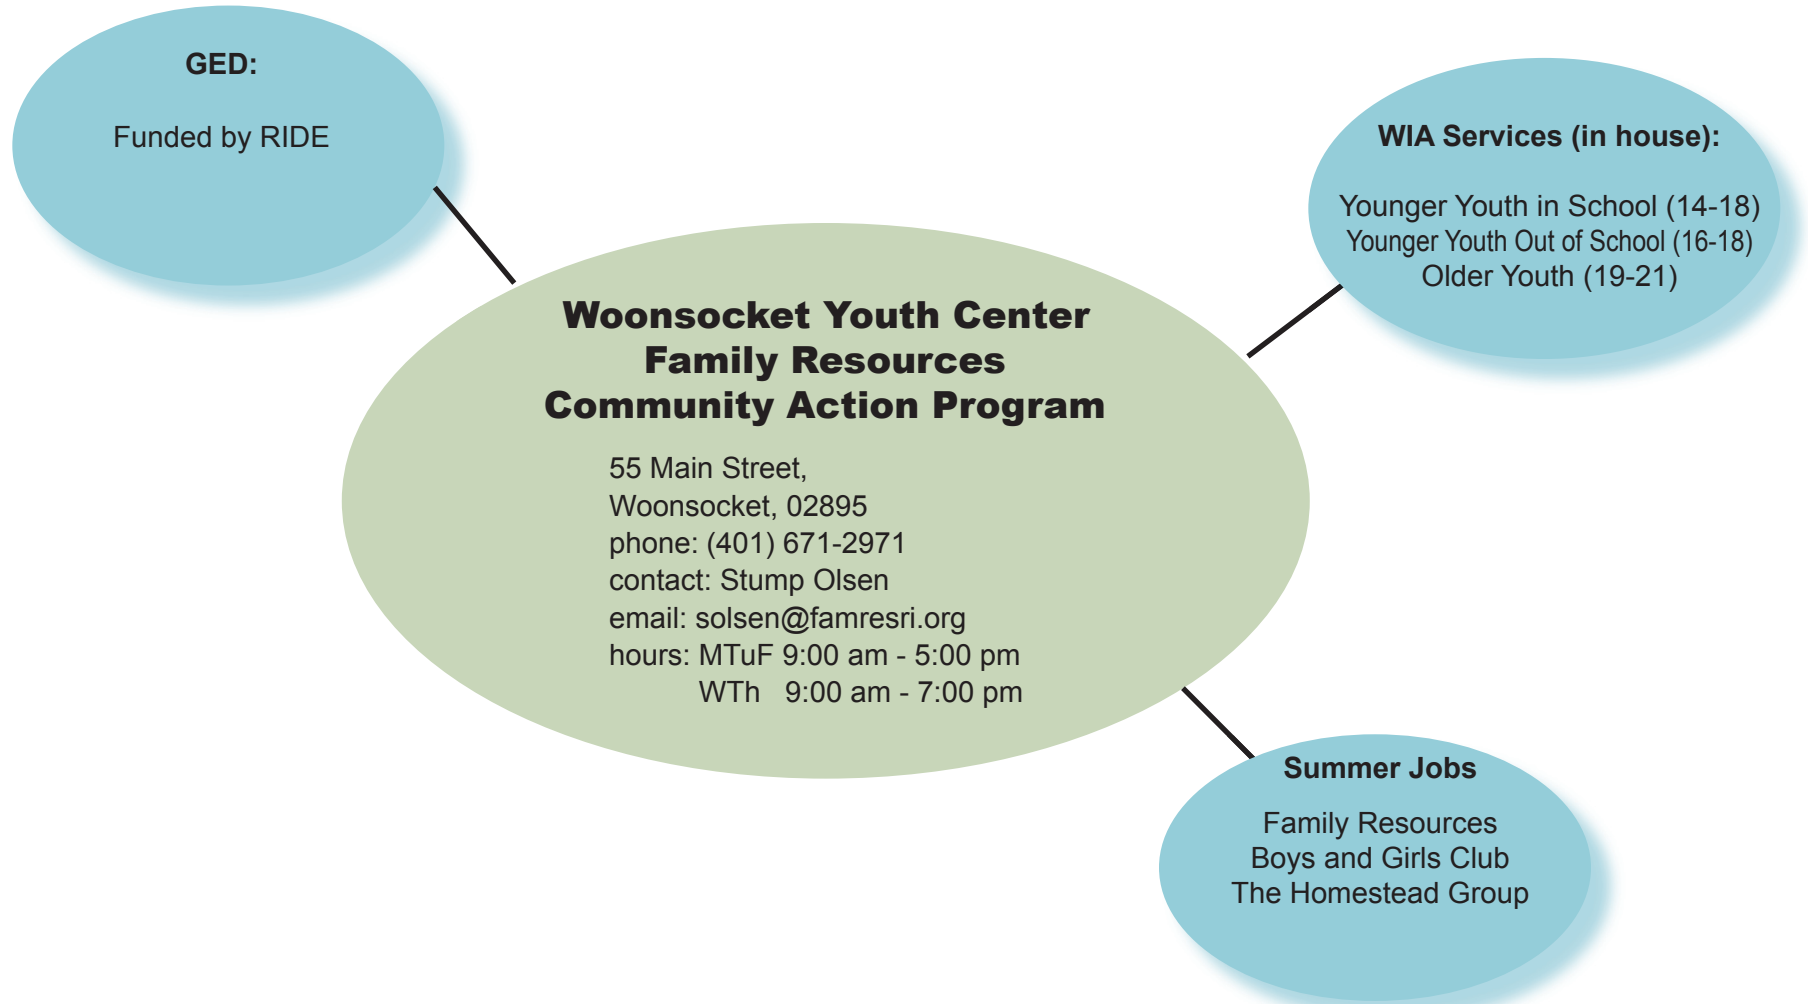 GED:
Funded by RIDE
WIA Services (in house):
Younger Youth in School (14-18)
Younger Youth Out of School (16-18)
Older Youth (19-21)
Woonsocket Youth Center
Family Resources
Community Action Program
55 Main Street,
Woonsocket, 02895
phone: (401) 671-2971
contact: Stump Olsen
email: solsen@famresri.org
hours: MTuF 9:00 am - 5:00 pm
WTh 9:00 am - 7:00 pm
Summer Jobs
Family Resources
Boys and Girls Club
The Homestead Group